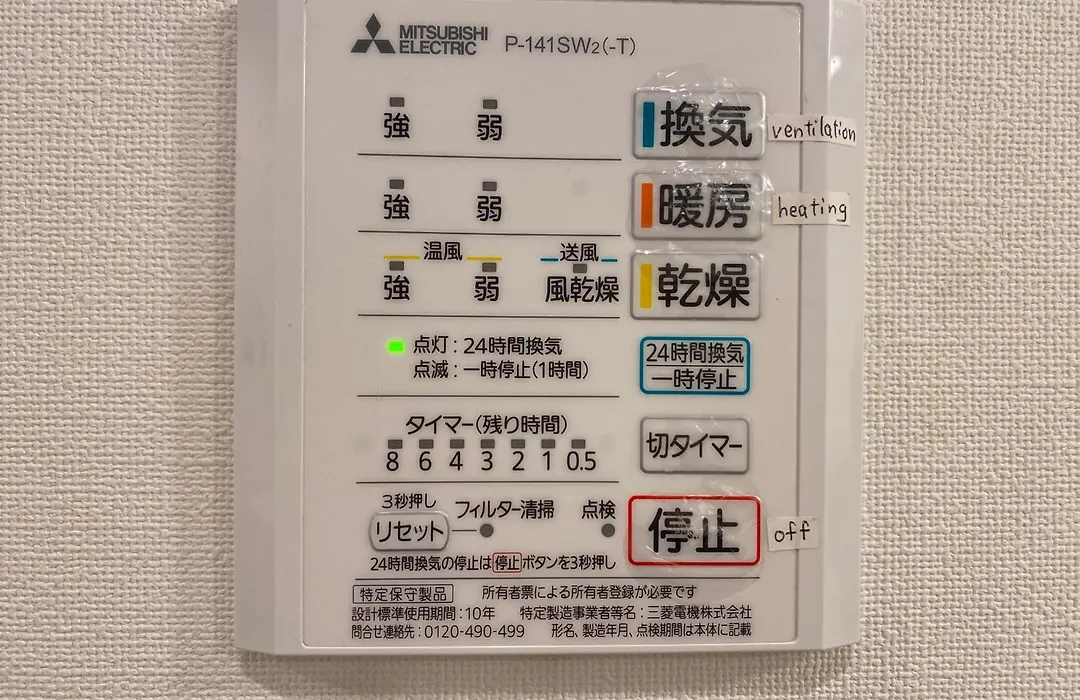 MITSUBISHI
ELECTRIC P-141SW2(-T)
強 弱 換気 ventilation
強 弱 暖房 heating
温風 送風
強 弱 風乾燥 乾燥
点灯：24時間換気
点滅：一時停止(1時間)
24時間換気
一時停止
タイマー(残り時間)
8 6 4 3 2 1 0.5
切タイマー
3秒押し
リセット フィルター清掃 点検
停止 off
24時間換気の停止は停止ボタンを3秒押し
特定保守製品 所有者票による所有者登録が必要です
設計標準使用期間：10年 特定製造事業者等名：三菱電機株式会社
問合せ連絡先：0120-490-499 形名、製造年月、点検期間は本体に記載